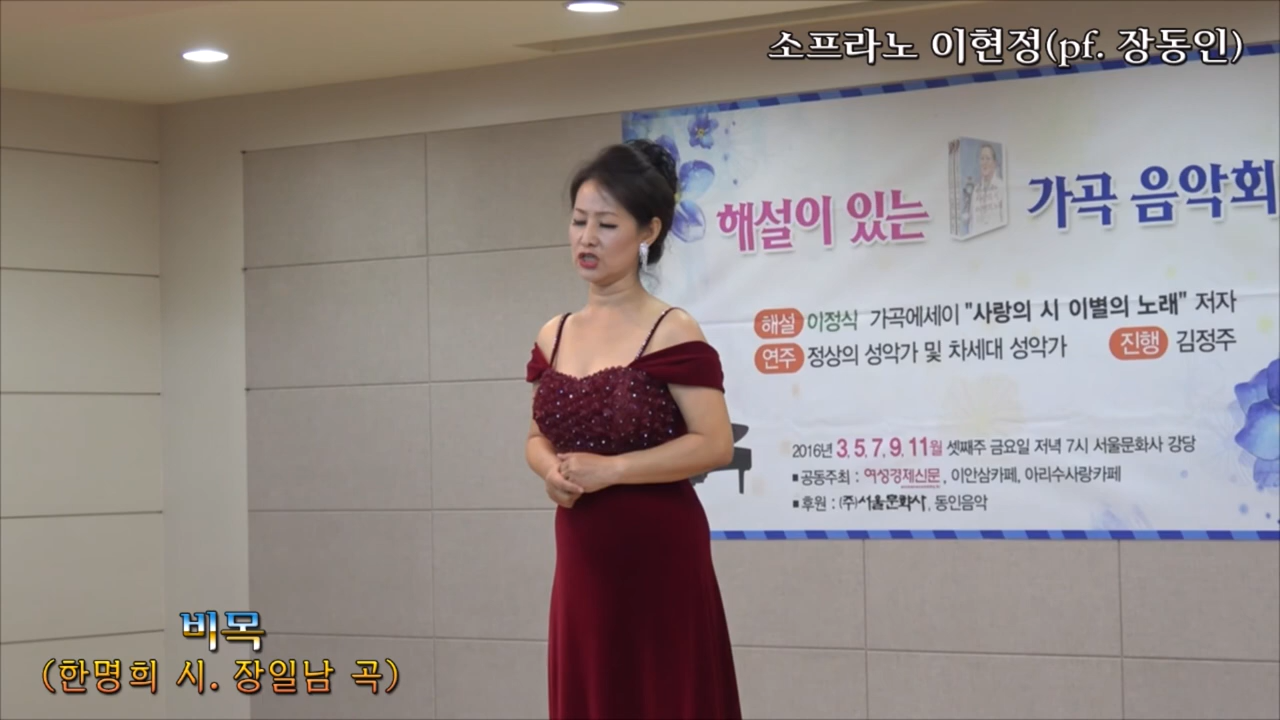 소프라노 이현정(pf. 장동인)
해설이 있는 가곡 음악회
해설 이정식 가곡에세이 "사랑의 시 이별의 노래" 저자
연주 정상의 성악가 및 차세대 성악가 진행 김정주
2016년 3, 5, 7, 9, 11월 셋째주 금요일 저녁 7시 서울문화사 강당
■ 공동주최 : 여성경제신문, 이안삼카페, 아리수사랑카페
■ 후원 : (주)서울문화사, 동인음악
비목
(한명희 시. 장일남 곡)